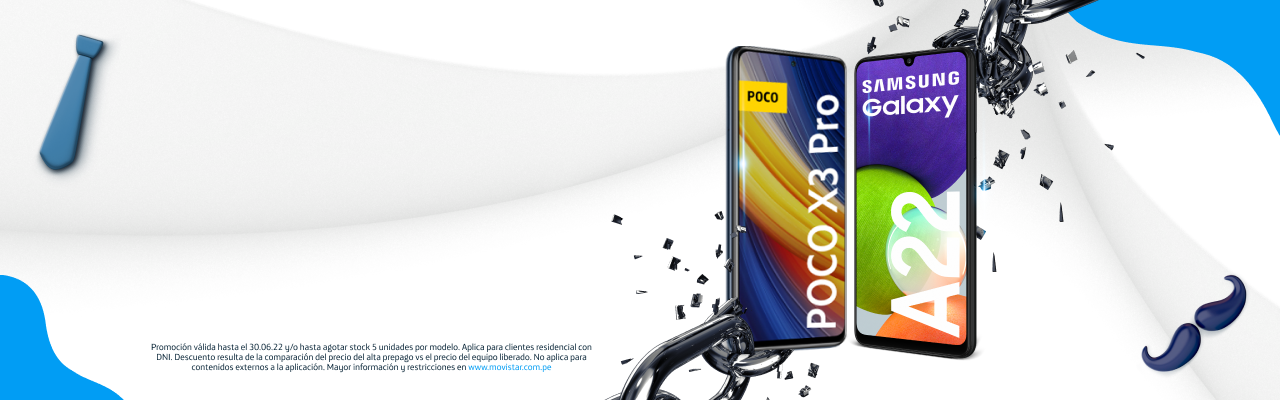 POCO
POCO X3 Pro
SAMSUNG
Galaxy
A22
Promoción válida hasta el 30.06.22 y/o hasta agotar stock 5 unidades por modelo. Aplica para clientes residencial con
DNI. Descuento resulta de la comparación del precio del alta prepago vs el precio del equipo liberado. No aplica para
contenidos externos a la aplicación. Mayor información y restricciones en www.movistar.com.pe